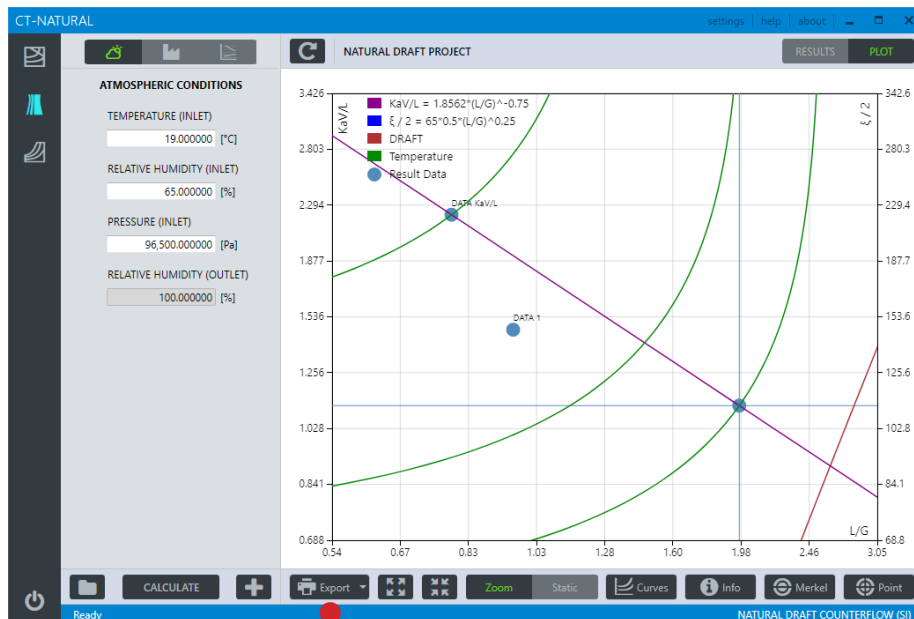 CT-NATURAL
settings help about
NATURAL DRAFT PROJECT
RESULTS PLOT
ATMOSPHERIC CONDITIONS
TEMPERATURE (INLET)
19.000000 [°C]
RELATIVE HUMIDITY (INLET)
65.000000 [%]
PRESSURE (INLET)
96,500.000000 [Pa]
RELATIVE HUMIDITY (OUTLET)
100.000000 [%]
KaV/L
ξ / 2
KaV/L = 1.8562*(L/G)^-0.75
ξ / 2 = 65*0.5*(L/G)^0.25
DRAFT
Temperature
Result Data
DATA KaV/L
DATA 1
3.426 342.6
2.803 280.3
2.294 229.4
1.877 187.7
1.536 153.6
1.256 125.6
1.028 102.8
0.841 84.1
0.688 68.8
L/G
0.54 0.67 0.83 1.03 1.28 1.60 1.98 2.46 3.05
CALCULATE
Export
Zoom Static
Curves
Info
Merkel
Point
Ready
NATURAL DRAFT COUNTERFLOW (SI)